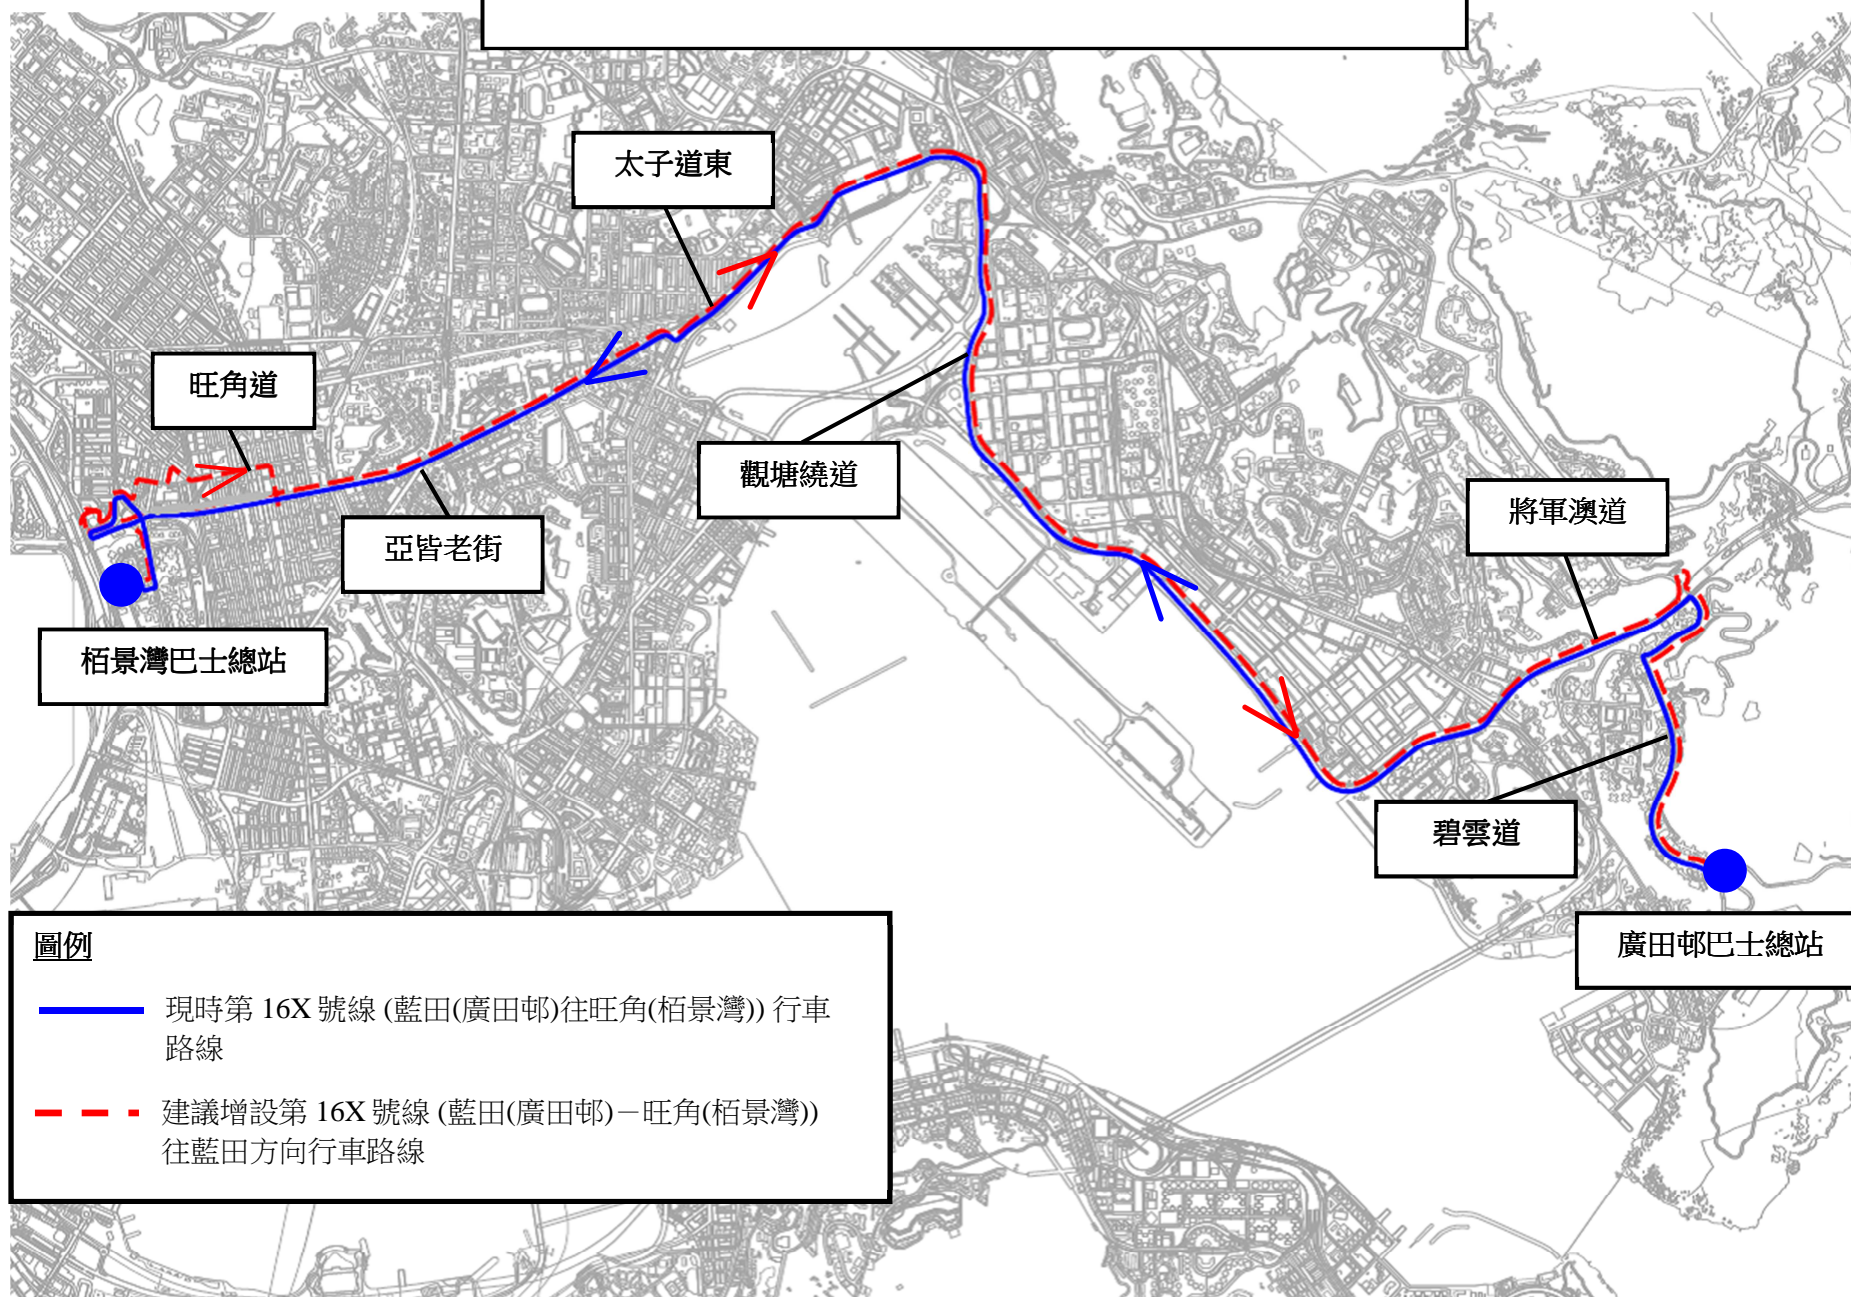 太子道東
旺角道
觀塘繞道
將軍澳道
亞皆老街
栢景灣巴士總站
碧雲道
廣田邨巴士總站
圖例
現時第 16X 號線 (藍田(廣田邨)往旺角(栢景灣)) 行車
路線
建議增設第 16X 號線 (藍田(廣田邨)－旺角(栢景灣))
往藍田方向行車路線